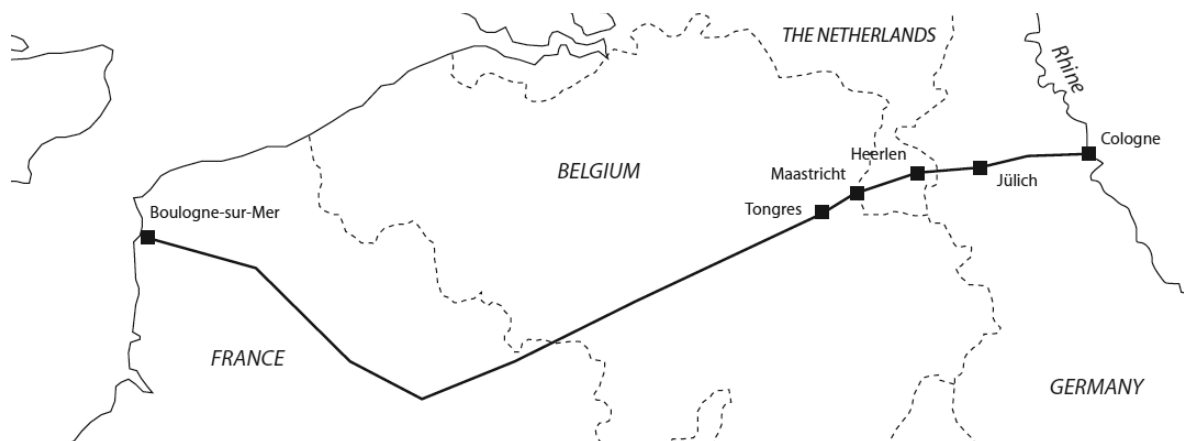 THE NETHERLANDS
Rhine
Cologne
Heerlen
BELGIUM
Maastricht
Jülich
Tongres
Boulogne-sur-Mer
FRANCE
GERMANY